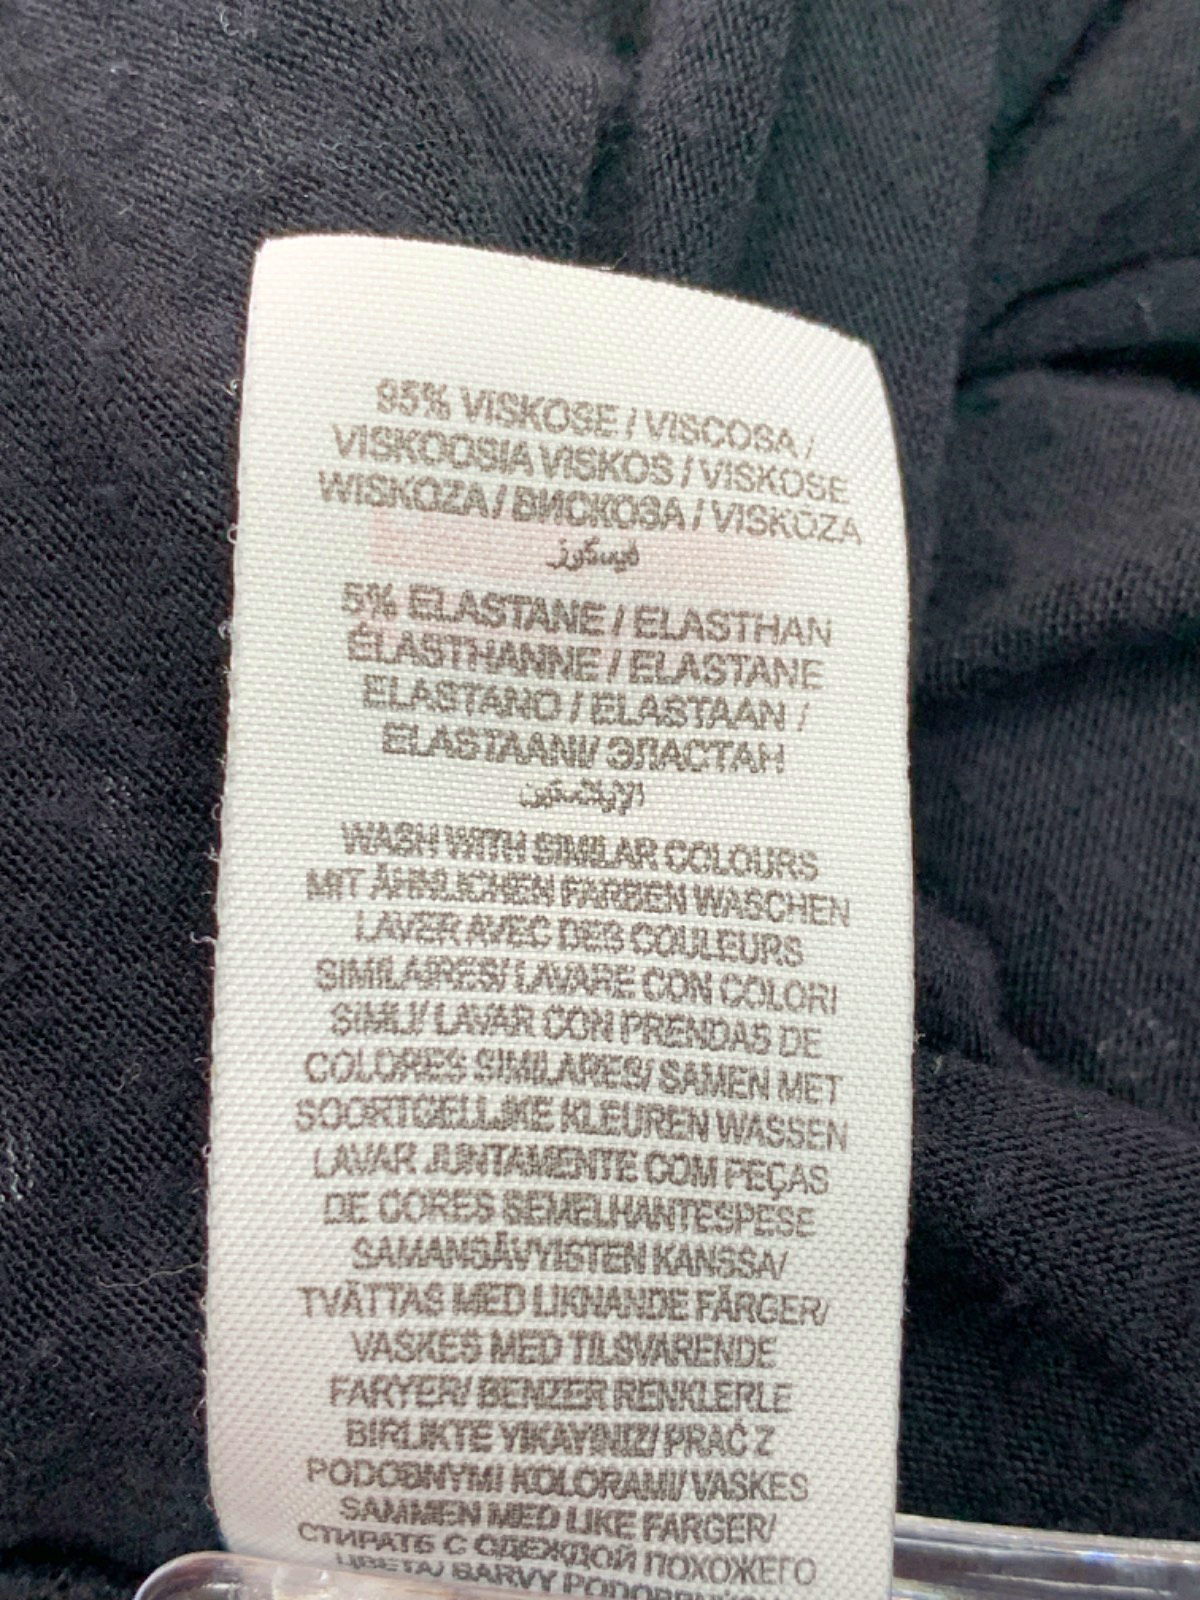 95% VISKOSE / VISCOSA /
VISKOOSIA VISKOS / VISKOSE
WISKOZA / ВИСКОЗА / VISKOZA
فيسكوز
5% ELASTANE / ELASTHAN
ÉLASTHANNE / ELASTANE
ELASTANO / ELASTAAN /
ELASTAANI/ ЭЛАСТАН
WASH WITH SIMILAR COLOURS
MIT ÄHNLICHEN FARBEN WASCHEN
LAVER AVEC DES COULEURS
SIMILAIRES/ LAVARE CON COLORI
SIMILI/ LAVAR CON PRENDAS DE
COLORES SIMILARES/ SAMEN MET
SOORTGELIJKE KLEUREN WASSEN
LAVAR JUNTAMENTE COM PEÇAS
DE CORES SEMELHANTESPESE
SAMANSÄVYISTEN KANSSA/
TVÄTTAS MED LIKNANDE FÄRGER/
VASKES MED TILSVARENDE
FARYER/ BENZER RENKLERLE
BIRLIKTE YIKAYINIZ/ PRAĆ Z
PODOBNYMI KOLORAMI/ VASKES
SAMMEN MED LIKE FARGER/
СТИРАТЬ С ОДЕЖДОЙ ПОХОЖЕГО
ЦВЕТА/ BARVY